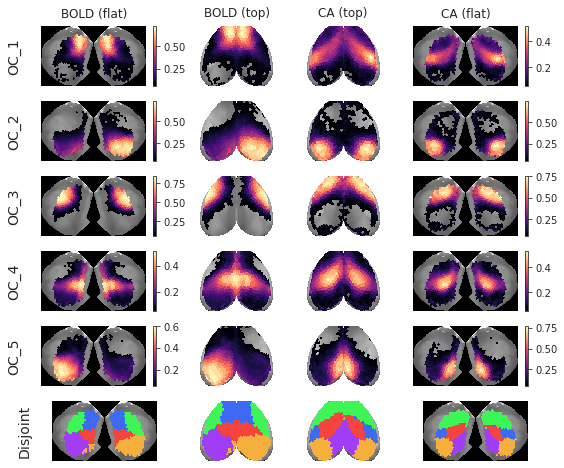 BOLD (flat) BOLD (top) CA (top) CA (flat)
OC_1 0.50 0.25 0.4 0.2
OC_2 0.50 0.25 0.50 0.25
OC_3 0.75 0.50 0.25 0.75 0.50 0.25
OC_4 0.4 0.2 0.4 0.2
OC_5 0.6 0.4 0.2 0.75 0.50 0.25
Disjoint